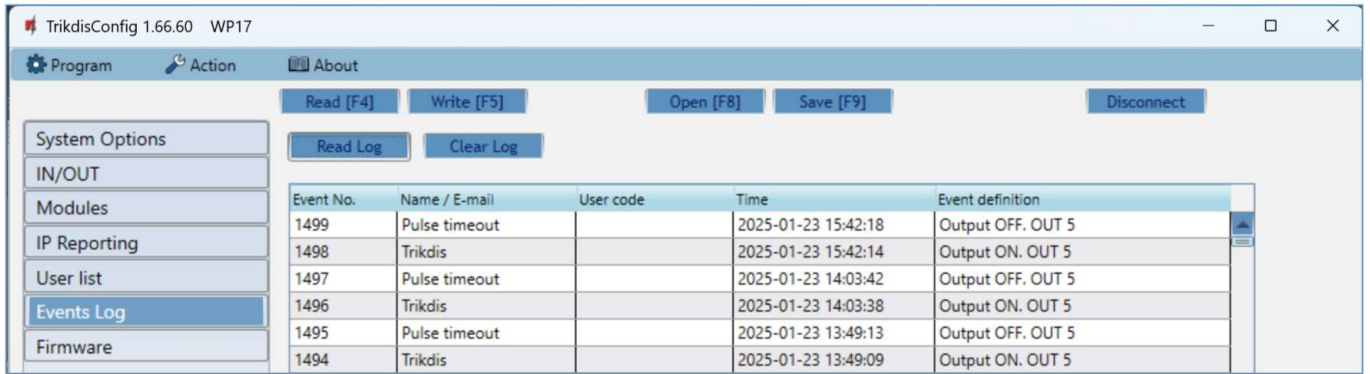 TrikdisConfig 1.66.60 WP17
Program Action About
Read [F4] Write [F5] Open [F8] Save [F9] Disconnect
System Options
IN/OUT
Modules
IP Reporting
User list
Events Log
Firmware
Read Log Clear Log
Event No. Name / E-mail User code Time Event definition
1499 Pulse timeout 2025-01-23 15:42:18 Output OFF. OUT 5
1498 Trikdis 2025-01-23 15:42:14 Output ON. OUT 5
1497 Pulse timeout 2025-01-23 14:03:42 Output OFF. OUT 5
1496 Trikdis 2025-01-23 14:03:38 Output ON. OUT 5
1495 Pulse timeout 2025-01-23 13:49:13 Output OFF. OUT 5
1494 Trikdis 2025-01-23 13:49:09 Output ON. OUT 5